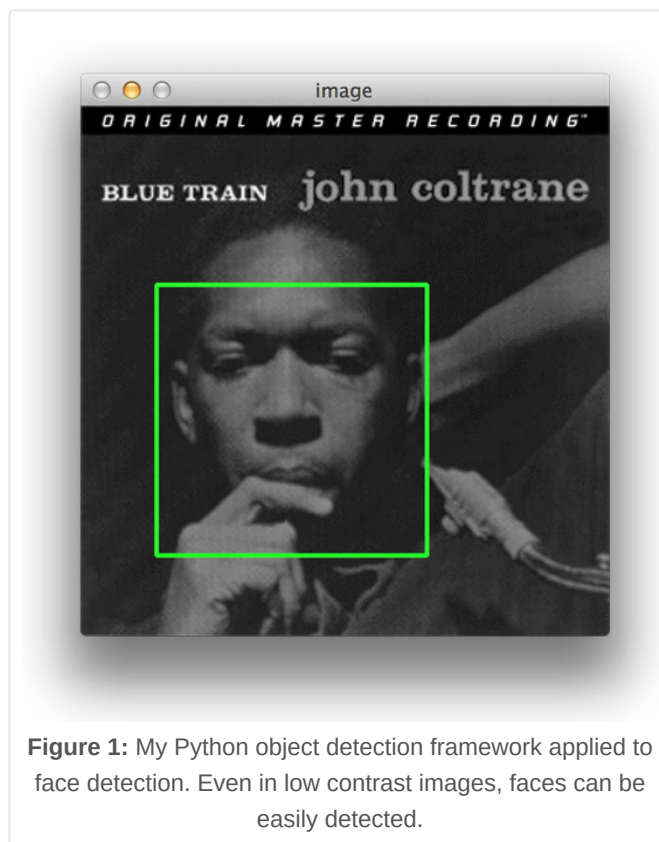 image
ORIGINAL MASTER RECORDING™
BLUE TRAIN john coltrane
Figure 1: My Python object detection framework applied to
face detection. Even in low contrast images, faces can be
easily detected.